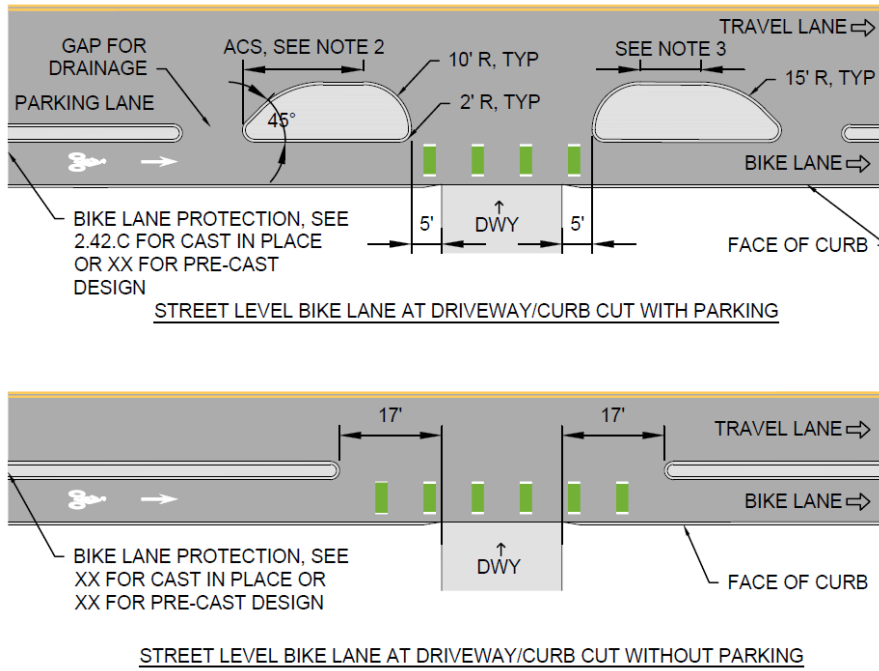 TRAVEL LANE
GAP FOR
DRAINAGE
ACS, SEE NOTE 2
SEE NOTE 3
10' R, TYP
15' R, TYP
PARKING LANE
2' R, TYP
45°
BIKE LANE
BIKE LANE PROTECTION, SEE
2.42.C FOR CAST IN PLACE
OR XX FOR PRE-CAST
DESIGN
5'
DWY
5'
FACE OF CURB
STREET LEVEL BIKE LANE AT DRIVEWAY/CURB CUT WITH PARKING
17'
17'
TRAVEL LANE
BIKE LANE
BIKE LANE PROTECTION, SEE
XX FOR CAST IN PLACE OR
XX FOR PRE-CAST DESIGN
DWY
FACE OF CURB
STREET LEVEL BIKE LANE AT DRIVEWAY/CURB CUT WITHOUT PARKING